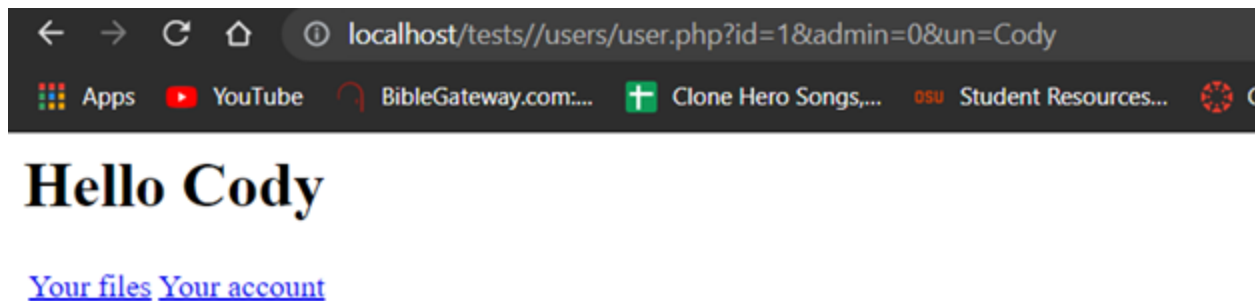 localhost/tests//users/user.php?id=1&admin=0&un=Cody
Apps YouTube BibleGateway.com:... Clone Hero Songs,... OSU Student Resources...
Hello Cody
Your files Your account